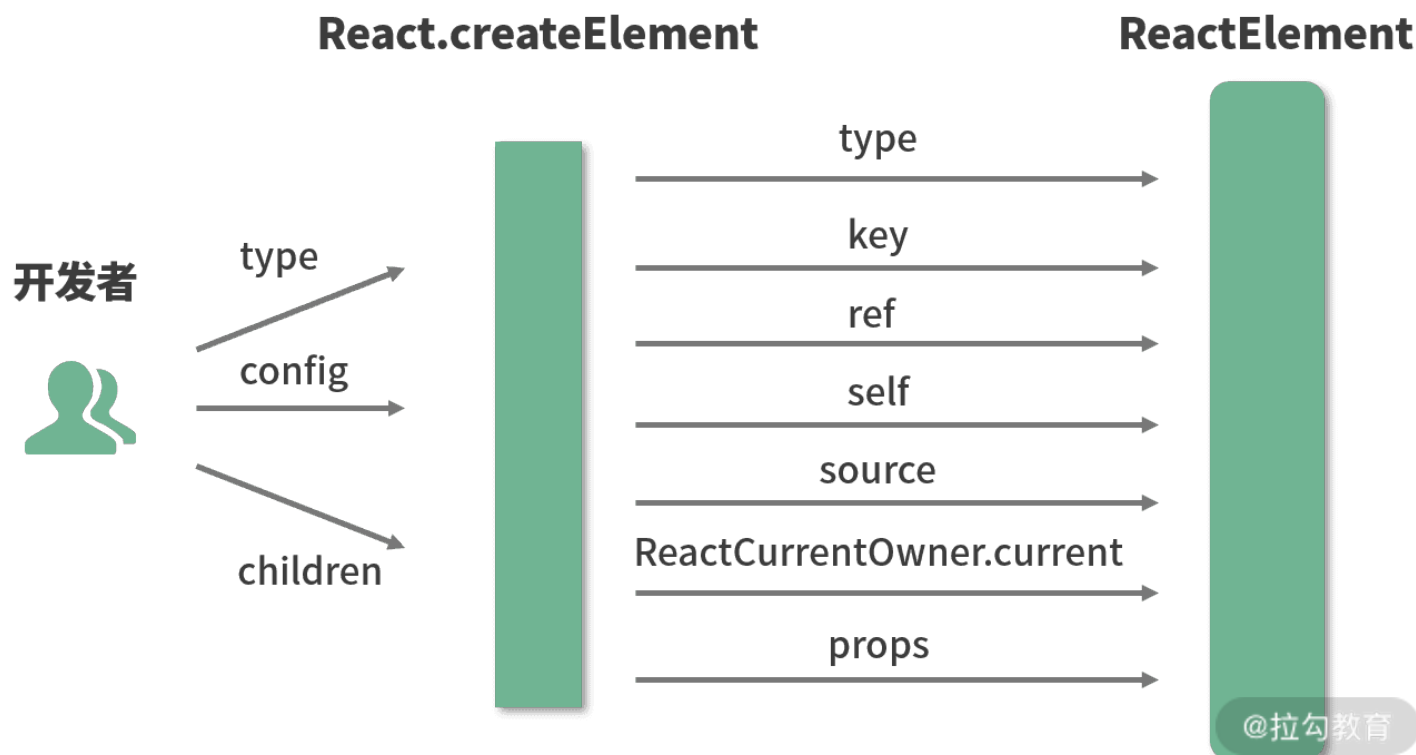 React.createElement
ReactElement
开发者
type
config
children
type
key
ref
self
source
ReactCurrentOwner.current
props
@拉勾教育